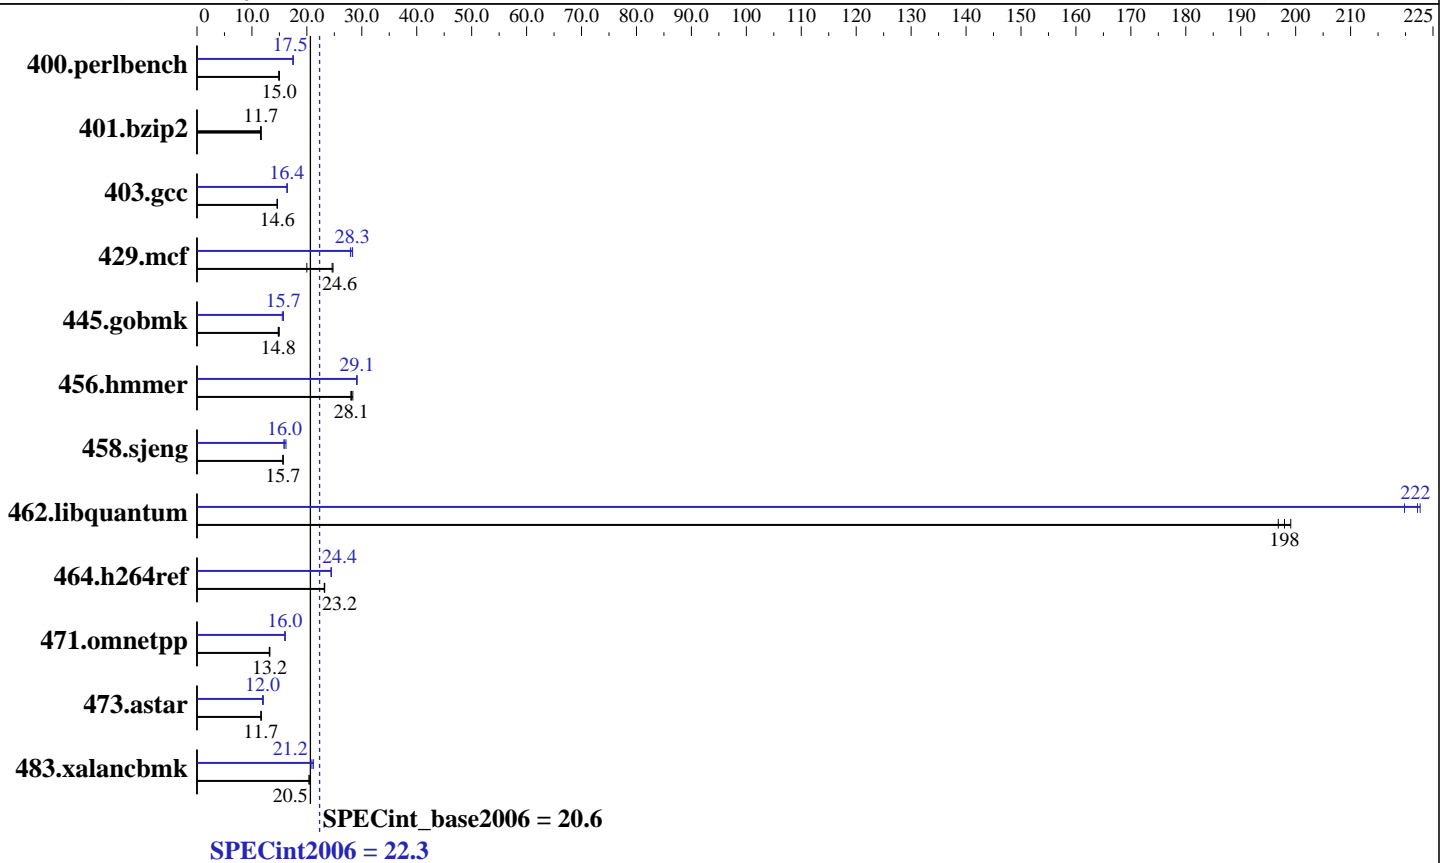 0 10.0 20.0 30.0 40.0 50.0 60.0 70.0 80.0 90.0 100 110 120 130 140 150 160 170 180 190 200 210 225
17.5
400.perlbench
15.0
11.7
401.bzip2
16.4
403.gcc
14.6
28.3
429.mcf
24.6
15.7
445.gobmk
14.8
29.1
456.hmmer
28.1
16.0
458.sjeng
15.7
222
462.libquantum
198
24.4
464.h264ref
23.2
16.0
471.omnetpp
13.2
12.0
473.astar
11.7
21.2
483.xalancbmk
20.5
SPECint_base2006 = 20.6
SPECint2006 = 22.3